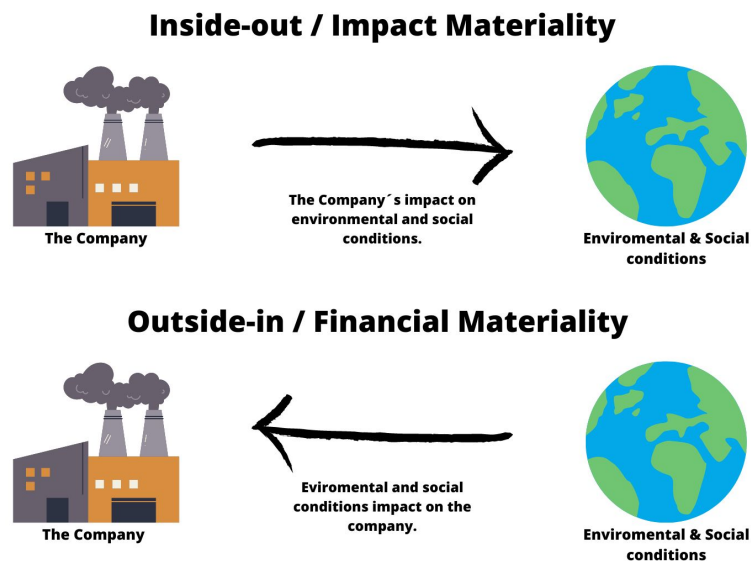 Inside-out / Impact Materiality
The Company´s impact on
environmental and social
conditions.
The Company
Enviromental & Social
conditions
Outside-in / Financial Materiality
Eviromental and social
conditions impact on the
company.
The Company
Enviromental & Social
conditions